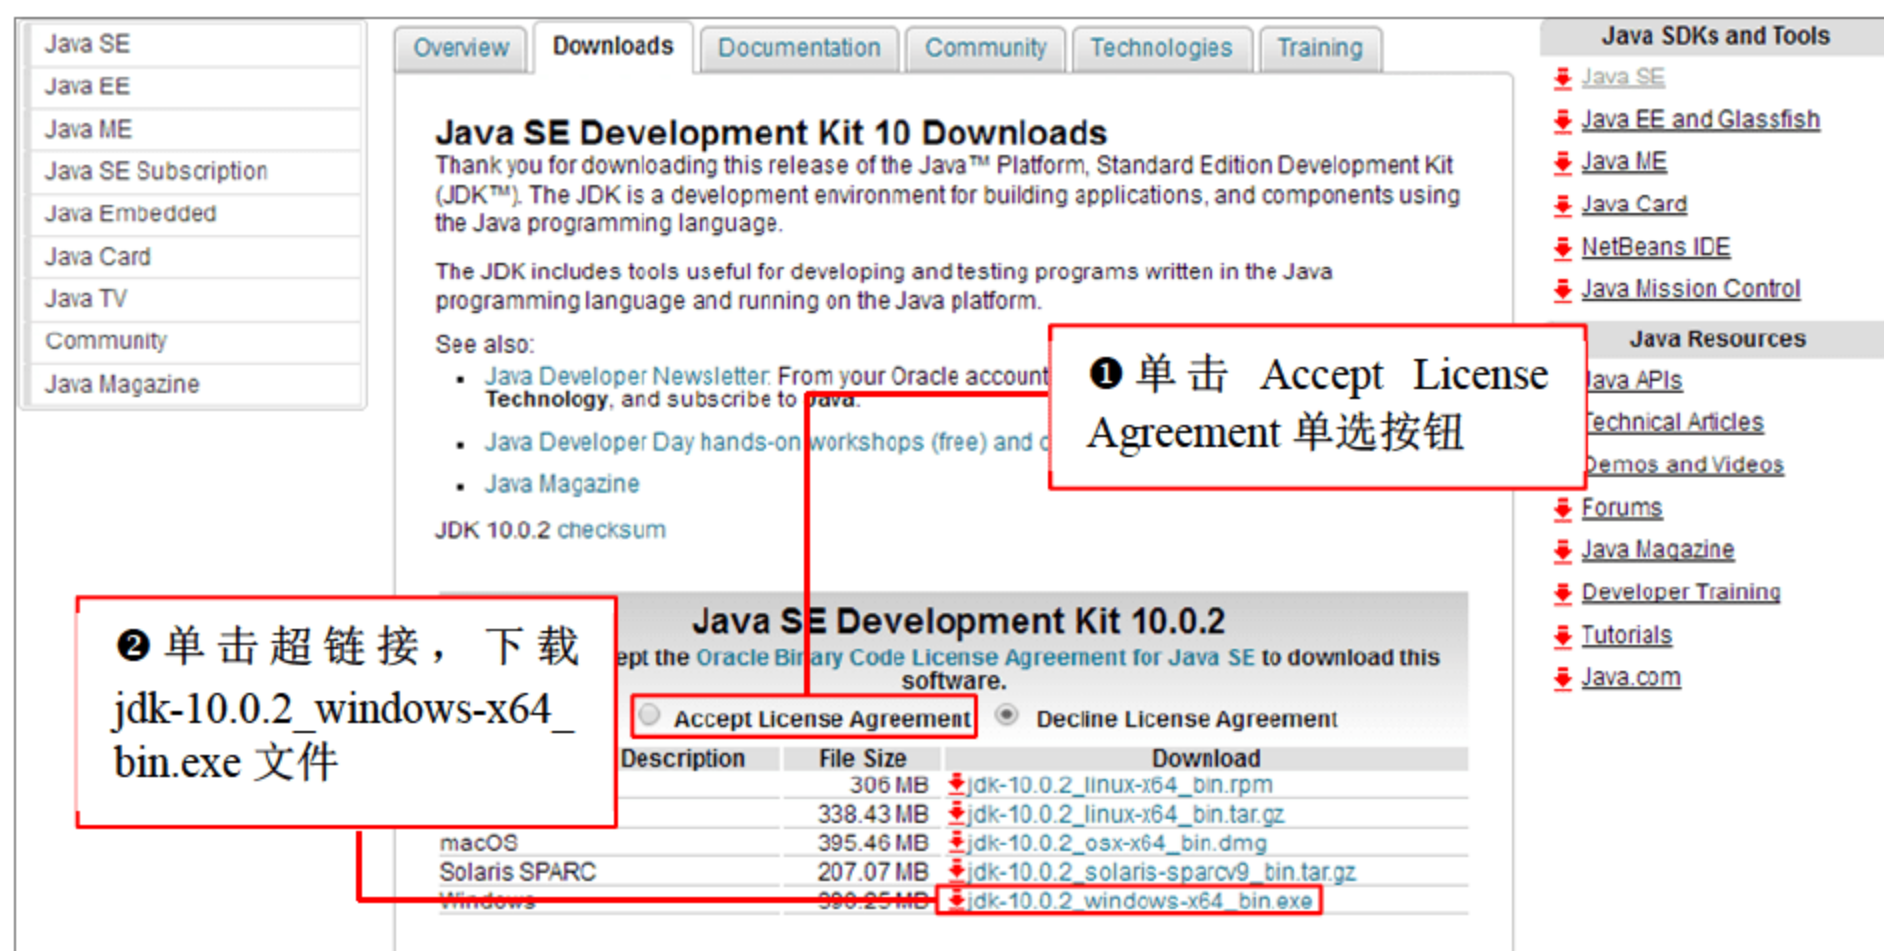 Java SE
Java EE
Java ME
Java SE Subscription
Java Embedded
Java Card
Java TV
Community
Java Magazine
Overview
Downloads
Documentation
Community
Technologies
Training
Java SE Development Kit 10 Downloads
Thank you for downloading this release of the Java™ Platform, Standard Edition Development Kit
(JDK™). The JDK is a development environment for building applications, and components using
the Java programming language.
The JDK includes tools useful for developing and testing programs written in the Java
programming language and running on the Java platform.
See also:
Java Developer Newsletter: From your Oracle account
Technology, and subscribe to Java.
Java Developer Day hands-on workshops (free) and
Java Magazine
JDK 10.0.2 checksum
❶单击 Accept License
Agreement 单选按钮
❷单击超链接，下载
jdk-10.0.2_windows-x64_
bin.exe 文件
Java SE Development Kit 10.0.2
ept the Oracle Binary Code License Agreement for Java SE to download this
software.
Accept License Agreement
Decline License Agreement
Description File Size Download
306 MB jdk-10.0.2_linux-x64_bin.rpm
338.43 MB jdk-10.0.2_linux-x64_bin.tar.gz
macOS 395.46 MB jdk-10.0.2_osx-x64_bin.dmg
Solaris SPARC 207.07 MB jdk-10.0.2_solaris-sparcv9_bin.tar.gz
Windows 390.25 MB jdk-10.0.2_windows-x64_bin.exe
Java SDKs and Tools
Java SE
Java EE and Glassfish
Java ME
Java Card
NetBeans IDE
Java Mission Control
Java Resources
Java APIs
Technical Articles
Demos and Videos
Forums
Java Magazine
Developer Training
Tutorials
Java.com